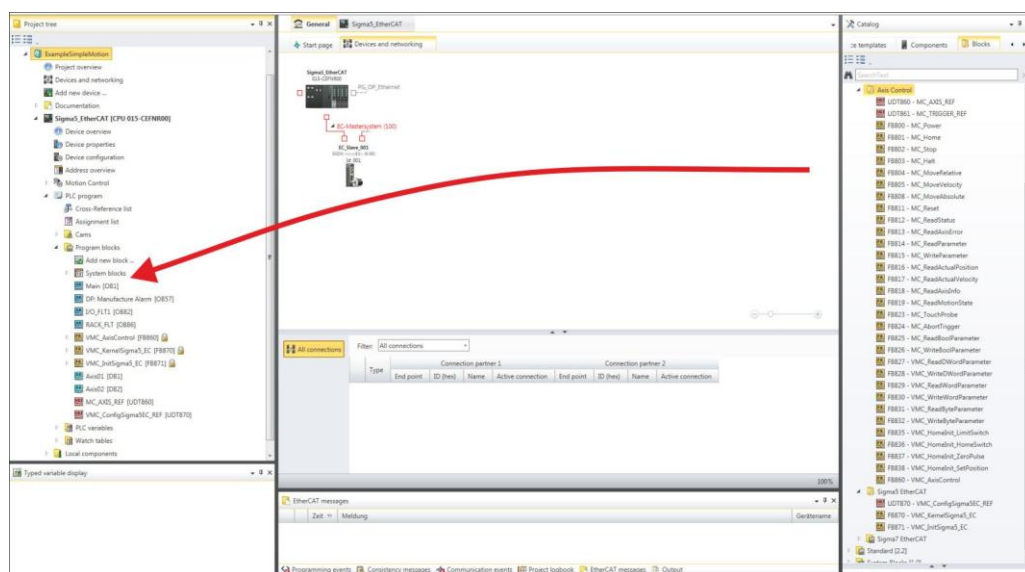 Project tree
ExampleSimpleMotion
Project overview
Devices and networking
Add new device ...
Documentation
Sigma5_EtherCAT [CPU 015-CEFNR00]
Device overview
Device properties
Device configuration
Address overview
Motion Control
PLC program
Cross-Reference list
Assignment list
Cams
Program blocks
Add new block ...
System blocks
Main [OB1]
DP: Manufacture Alarm [OB57]
I/O_FLT1 [OB82]
RACK_FLT [OB86]
VMC_AxisControl [FB860]
VMC_KernelSigma5_EC [FB870]
VMC_InitSigma5_EC [FB871]
Axis01 [DB1]
Axis02 [DB2]
MC_AXIS_REF [UDT860]
VMC_ConfigSigma5EC_REF [UDT870]
PLC variables
Watch tables
Local components
Typed variable display
General
Sigma5_EtherCAT
Start page
Devices and networking
Sigma5_EtherCAT
015-CEFNR00
PG_OP_Ethernet
EC-Mastersystem (100)
EC_Slave_001
All connections
Filter:
All connections
Type
Connection partner 1
Connection partner 2
End point
ID (hex)
Name
Active connection
End point
ID (hex)
Name
Active connection
100%
EtherCAT messages
Zeit
Meldung
Gerätename
Programming events
Consistency messages
Communication events
Project logbook
EtherCAT messages
Output
Catalog
templates
Components
Blocks
SearchText
Axis Control
UDT860 - MC_AXIS_REF
UDT861 - MC_TRIGGER_REF
FB800 - MC_Power
FB801 - MC_Home
FB802 - MC_Stop
FB803 - MC_Halt
FB804 - MC_MoveRelative
FB805 - MC_MoveVelocity
FB808 - MC_MoveAbsolute
FB811 - MC_Reset
FB812 - MC_ReadStatus
FB813 - MC_ReadAxisError
FB814 - MC_ReadParameter
FB815 - MC_WriteParameter
FB816 - MC_ReadActualPosition
FB817 - MC_ReadActualVelocity
FB818 - MC_ReadAxisInfo
FB819 - MC_ReadMotionState
FB823 - MC_TouchProbe
FB824 - MC_AbortTrigger
FB825 - MC_ReadBoolParameter
FB826 - MC_WriteBoolParameter
FB827 - VMC_ReadDWordParameter
FB828 - VMC_WriteDWordParameter
FB829 - VMC_ReadWordParameter
FB830 - VMC_WriteWordParameter
FB831 - VMC_ReadByteParameter
FB832 - VMC_WriteByteParameter
FB835 - VMC_HomeInit_LimitSwitch
FB836 - VMC_HomeInit_HomeSwitch
FB837 - VMC_HomeInit_ZeroPulse
FB838 - VMC_HomeInit_SetPosition
FB860 - VMC_AxisControl
Sigma5 EtherCAT
UDT870 - VMC_ConfigSigma5EC_REF
FB870 - VMC_KernelSigma5_EC
FB871 - VMC_InitSigma5_EC
Sigma7 EtherCAT
Standard [2.2]